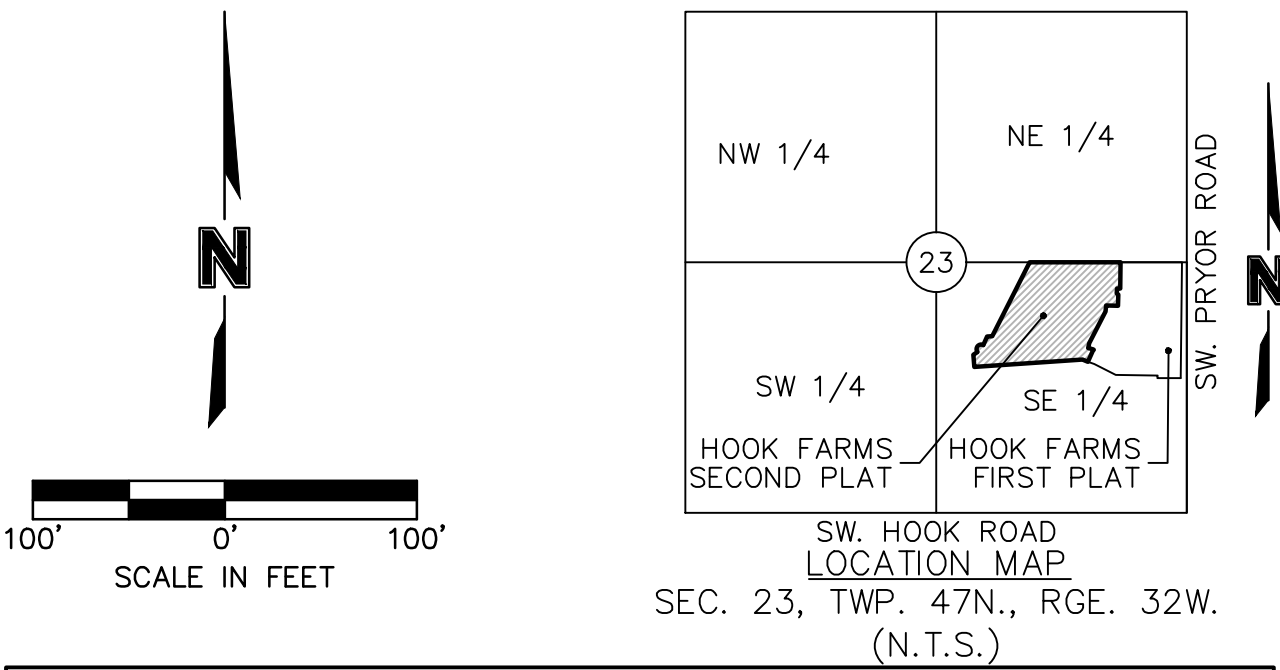 N
100' 0' 100'
SCALE IN FEET
NW 1/4
NE 1/4
23
SW 1/4
SE 1/4
HOOK FARMS
SECOND PLAT
HOOK FARMS
FIRST PLAT
SW. PRYOR ROAD
N
SW. HOOK ROAD
LOCATION MAP
SEC. 23, TWP. 47N., RGE. 32W.
(N.T.S.)